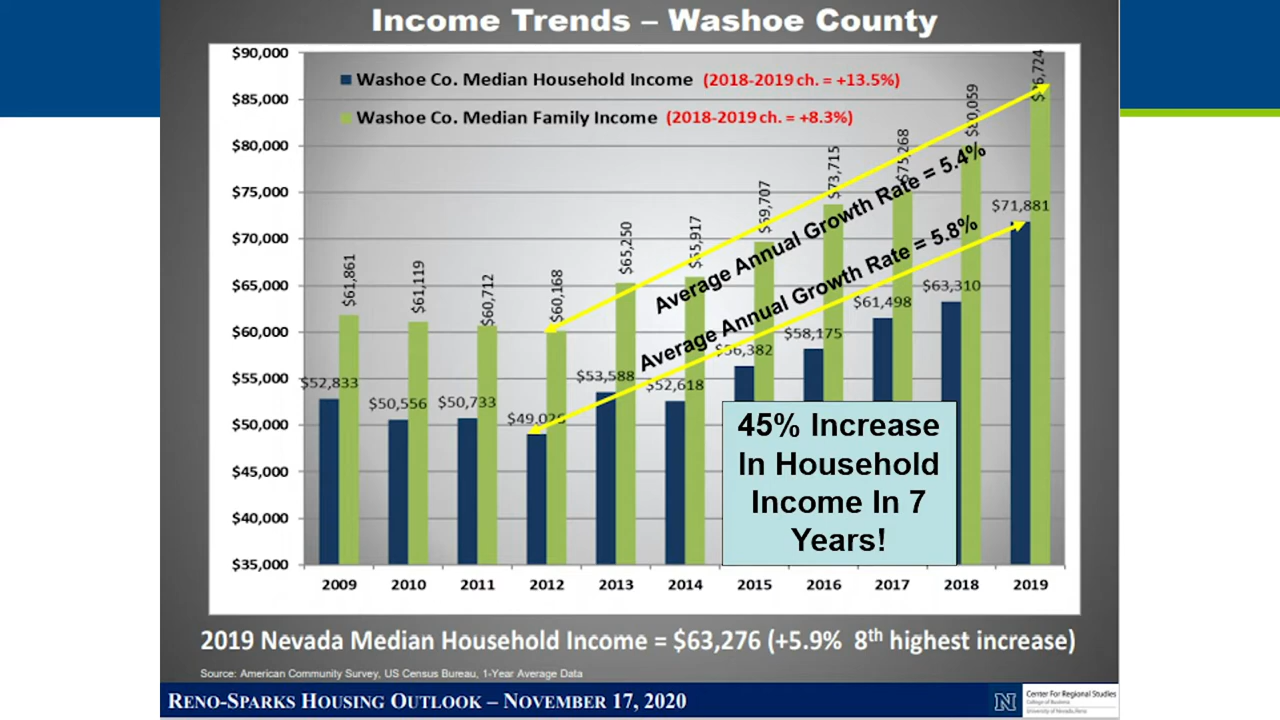 Income Trends – Washoe County
$90,000
$85,000
$80,000
$75,000
$70,000
$65,000
$60,000
$55,000
$50,000
$45,000
$40,000
$35,000
Washoe Co. Median Household Income (2018-2019 ch. = +13.5%)
Washoe Co. Median Family Income (2018-2019 ch. = +8.3%)
$52,833
$61,861
$50,556
$61,119
$50,733
$60,712
$60,168
$53,588
$65,250
$52,618
$65,917
$56,382
$69,707
$58,175
$73,715
$61,498
$75,268
$63,310
$80,059
$71,881
Average Annual Growth Rate = 5.4%
Average Annual Growth Rate = 5.8%
45% Increase
In Household
Income In 7
Years!
2009 2010 2011 2012 2013 2014 2015 2016 2017 2018 2019
2019 Nevada Median Household Income = $63,276 (+5.9% 8th highest increase)
Source: American Community Survey, US Census Bureau, 1-Year Average Data
RENO-SPARKS HOUSING OUTLOOK – NOVEMBER 17, 2020
N
Center For Regional Studies
College of Business
University of Nevada, Reno